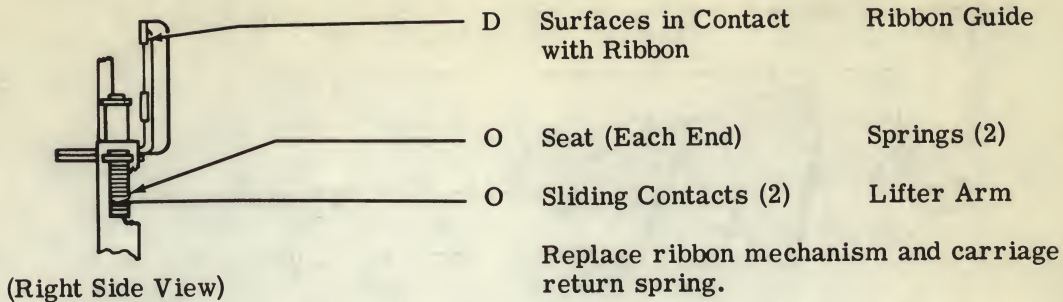 D Surfaces in Contact Ribbon Guide
with Ribbon
O Seat (Each End) Springs (2)
O Sliding Contacts (2) Lifter Arm
Replace ribbon mechanism and carriage
return spring.
(Right Side View)